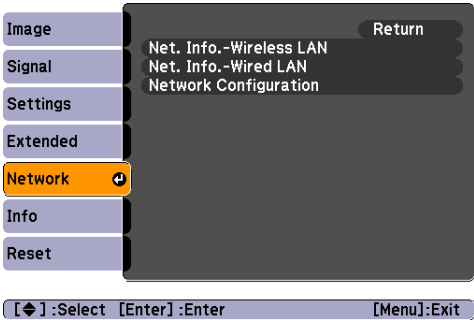 Image
Signal
Settings
Extended
Network
Info
Reset
Return
Net. Info.-Wireless LAN
Net. Info.-Wired LAN
Network Configuration
[ ] :Select [Enter] :Enter [Menu]:Exit